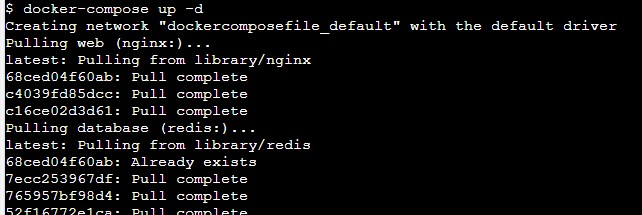 $ docker-compose up -d
Creating network "dockercomposefile_default" with the default driver
Pulling web (nginx:)...
latest: Pulling from library/nginx
68ced04f60ab: Pull complete
c4039fd85dcc: Pull complete
c16ce02d3d61: Pull complete
Pulling database (redis:)...
latest: Pulling from library/redis
68ced04f60ab: Already exists
7ecc253967df: Pull complete
765957bf98d4: Pull complete
52f16772e1ca: Pull complete